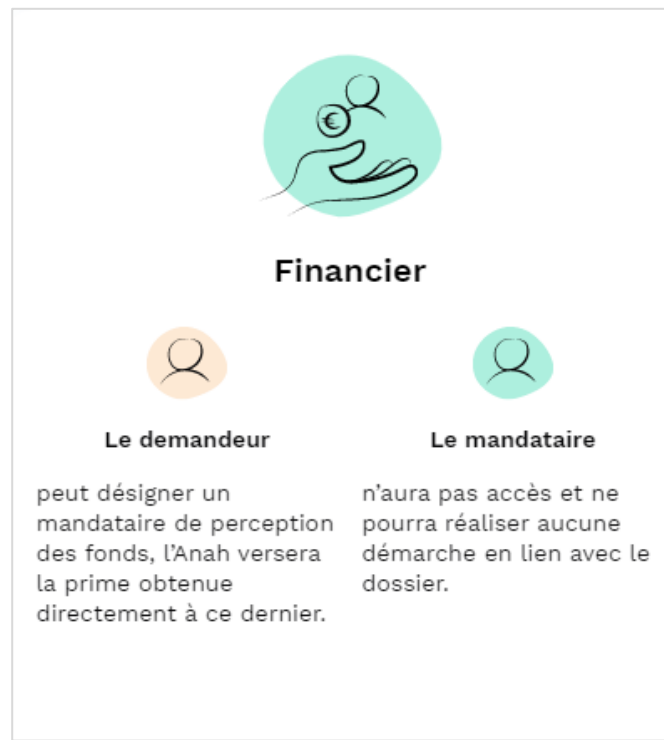 €
Financier
Le demandeur
peut désigner un
mandataire de perception
des fonds, l’Anah versera
la prime obtenue
directement à ce dernier.
Le mandataire
n’aura pas accès et ne
pourra réaliser aucune
démarche en lien avec le
dossier.